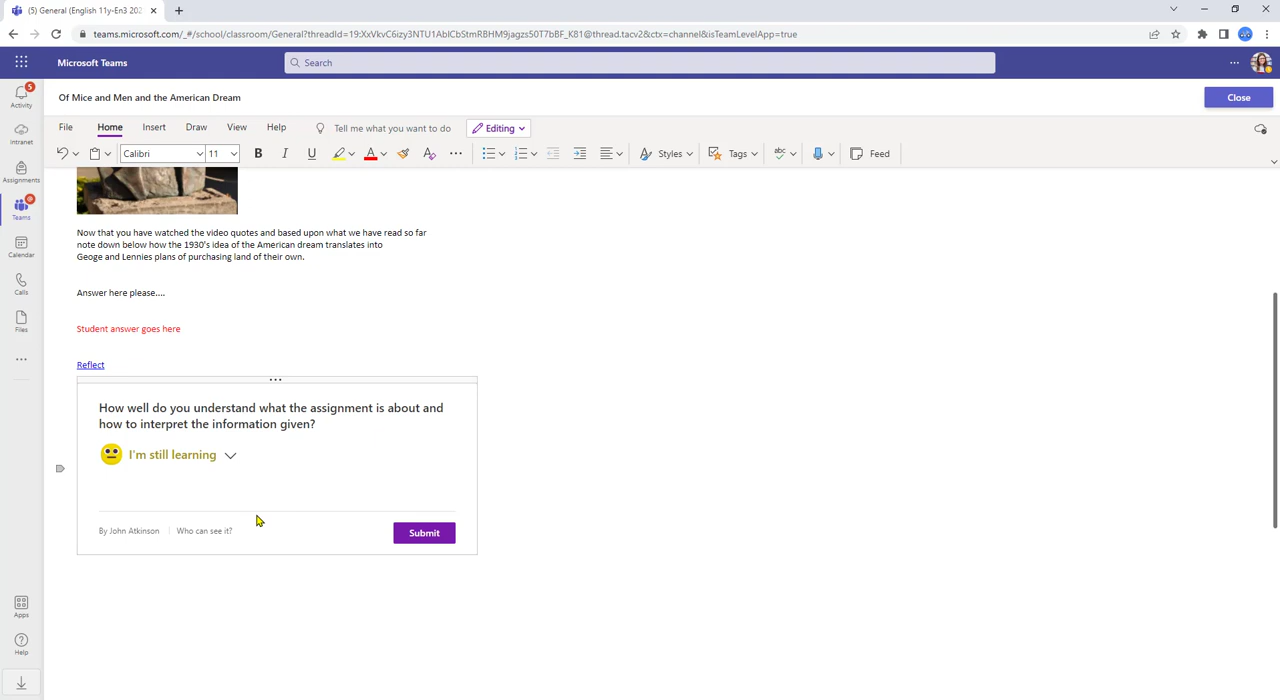 (5) General (English 11y-En3 202
teams.microsoft.com/_#/school/classroom/General?threadId=19:XxVkvC6izy3NTU1AblCbStmRBHM9jagzs50T7bBF_K81@thread.tacv2&ctx=channel&isTeamLevelApp=true
Microsoft Teams
Search
5
Activity
Of Mice and Men and the American Dream
Close
File
Home
Insert
Draw
View
Help
Tell me what you want to do
Editing
Intranet
Calibri
11
B
I
U
A
Styles
Tags
abc
Feed
Assignments
Teams
Calendar
Calls
Files
Now that you have watched the video quotes and based upon what we have read so far
note down below how the 1930's idea of the American dream translates into
Geoge and Lennies plans of purchasing land of their own.
Answer here please....
Student answer goes here
Reflect
How well do you understand what the assignment is about and
how to interpret the information given?
I'm still learning
By John Atkinson
Who can see it?
Submit
Apps
Help